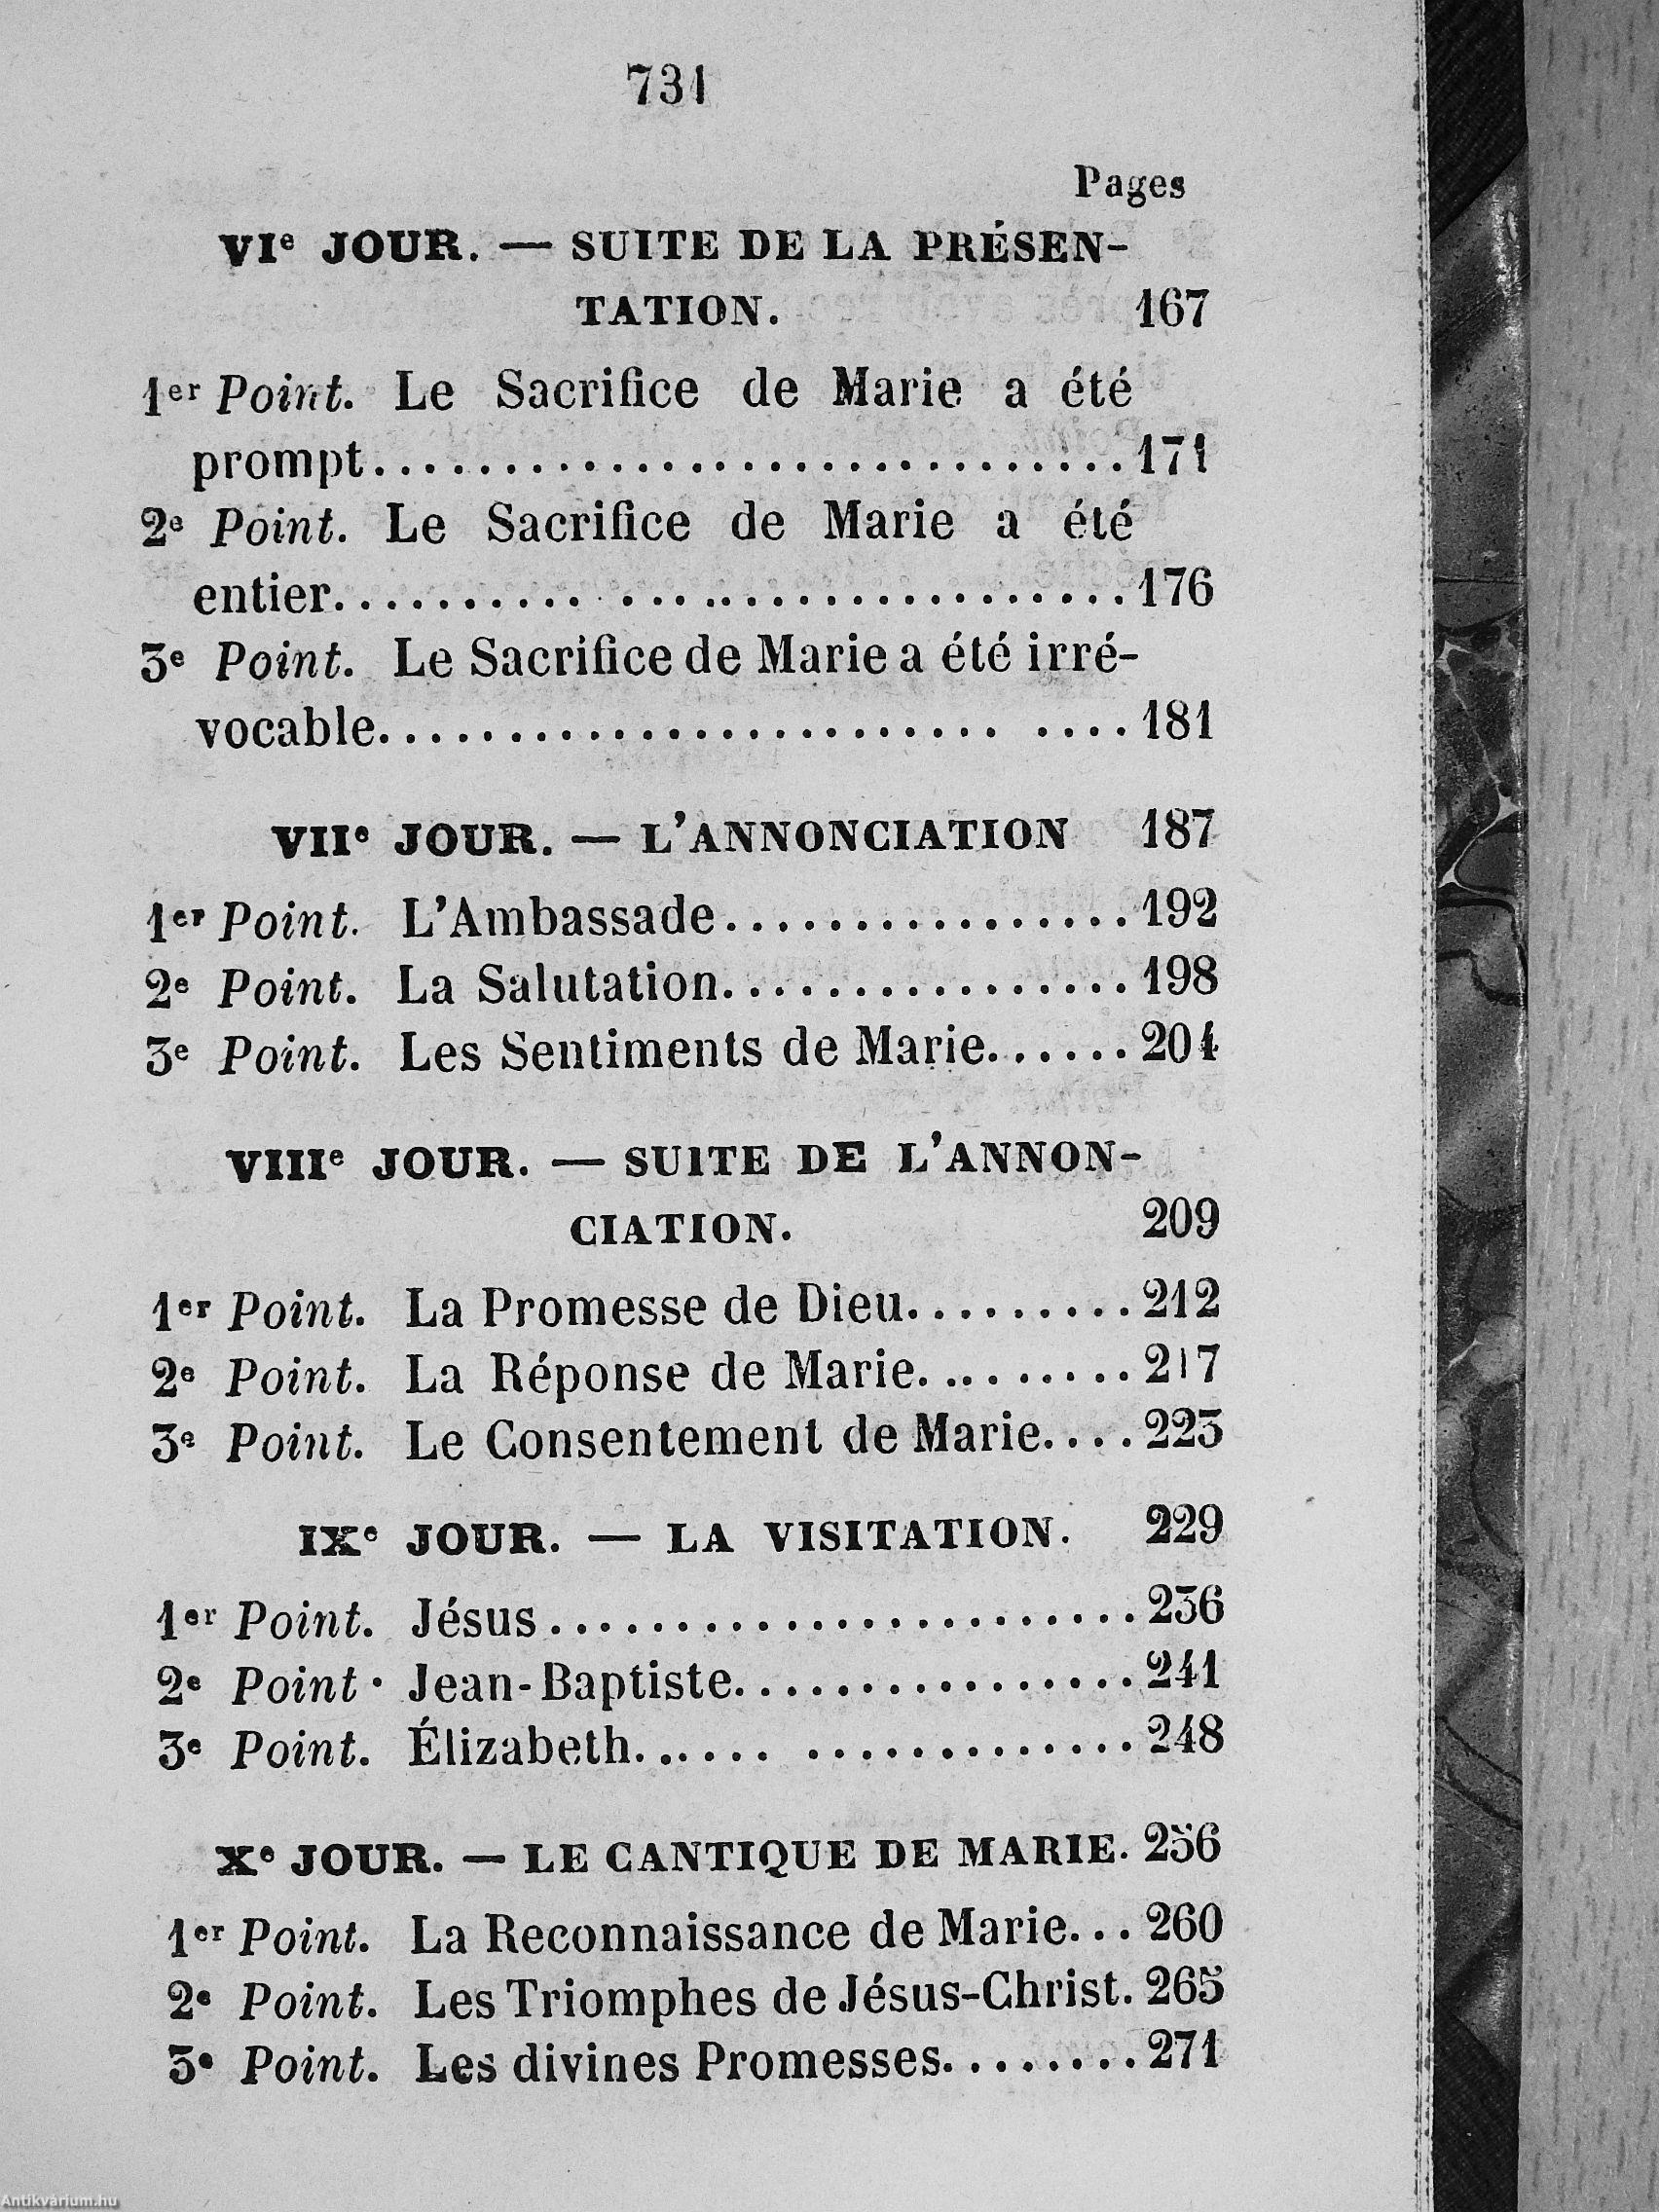 731
Pages
VIe JOUR. — SUITE DE LA PRÉSEN-
TATION. 167
1er Point. Le Sacrifice de Marie a été
prompt..............................171
2e Point. Le Sacrifice de Marie a été
entier.............................176
3e Point. Le Sacrifice de Marie a été irré-
vocable............................181
VIIe JOUR. — L'ANNONCIATION 187
1er Point. L'Ambassade................192
2e Point. La Salutation................198
3e Point. Les Sentiments de Marie......204
VIIIe JOUR. — SUITE DE L'ANNON-
CIATION. 209
1er Point. La Promesse de Dieu.........212
2e Point. La Réponse de Marie.........217
3e Point. Le Consentement de Marie....223
IXe JOUR. — LA VISITATION. 229
1er Point. Jésus.......................236
2e Point. Jean-Baptiste................241
3e Point. Élizabeth...................248
Xe JOUR. — LE CANTIQUE DE MARIE. 256
1er Point. La Reconnaissance de Marie...260
2e Point. Les Triomphes de Jésus-Christ. 265
3e Point. Les divines Promesses........271
Antikvárium.hu